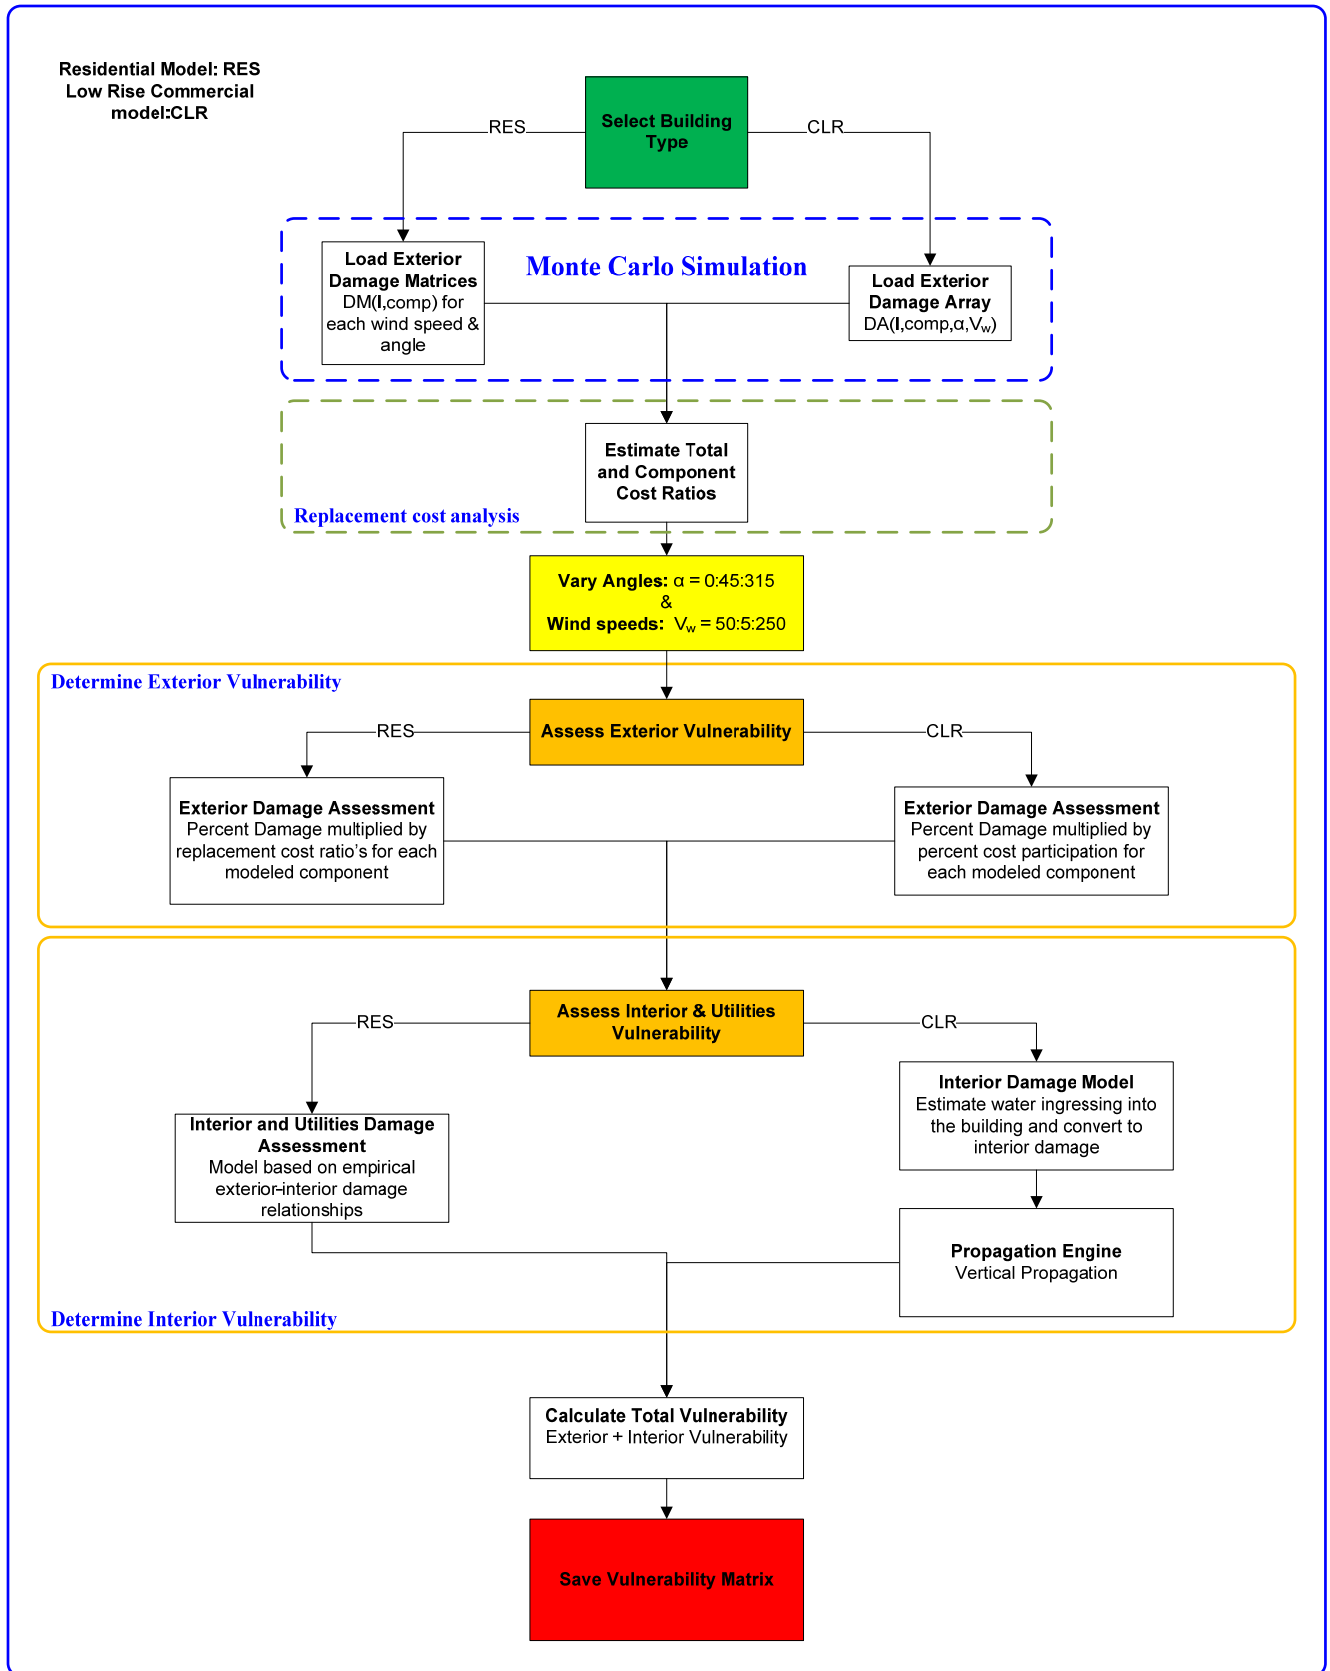 Residential Model: RES
Low Rise Commercial
model:CLR
Select Building
Type
RES
CLR
Monte Carlo Simulation
Load Exterior
Damage Matrices
DM(I,comp) for
each wind speed &
angle
Load Exterior
Damage Array
DA(I,comp,α,Vw)
Estimate Total
and Component
Cost Ratios
Replacement cost analysis
Vary Angles: α = 0:45:315
&
Wind speeds: Vw = 50:5:250
Determine Exterior Vulnerability
Assess Exterior Vulnerability
RES
CLR
Exterior Damage Assessment
Percent Damage multiplied by
replacement cost ratio's for each
modeled component
Exterior Damage Assessment
Percent Damage multiplied by
percent cost participation for
each modeled component
Assess Interior & Utilities
Vulnerability
RES
CLR
Interior and Utilities Damage
Assessment
Model based on empirical
exterior-interior damage
relationships
Interior Damage Model
Estimate water ingressing into
the building and convert to
interior damage
Propagation Engine
Vertical Propagation
Determine Interior Vulnerability
Calculate Total Vulnerability
Exterior + Interior Vulnerability
Save Vulnerability Matrix